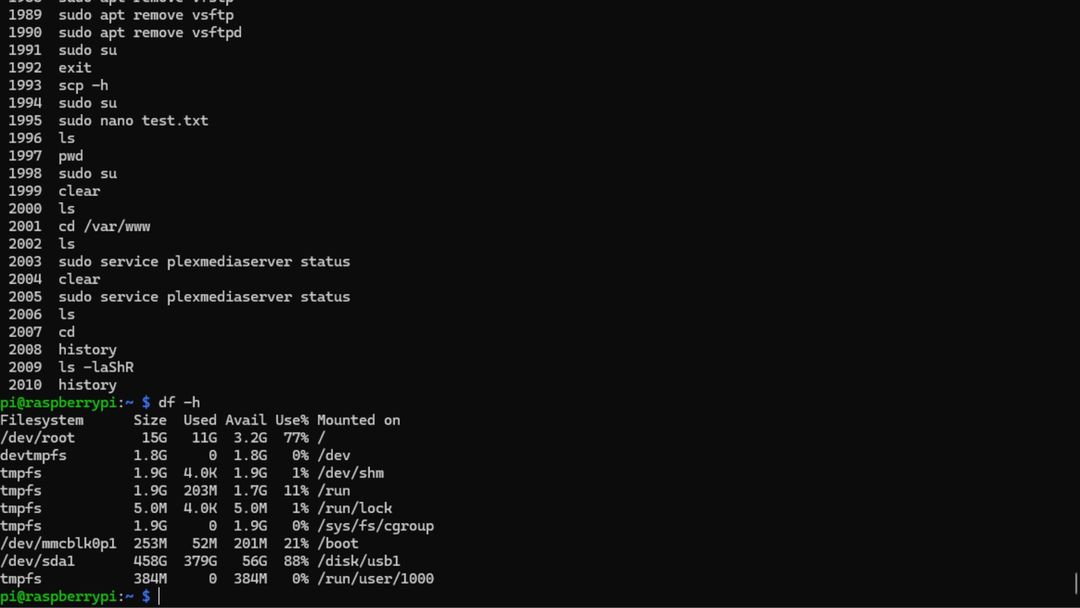 1988 sudo apt remove vfstp
1989 sudo apt remove vsftp
1990 sudo apt remove vsftpd
1991 sudo su
1992 exit
1993 scp -h
1994 sudo su
1995 sudo nano test.txt
1996 ls
1997 pwd
1998 sudo su
1999 clear
2000 ls
2001 cd /var/www
2002 ls
2003 sudo service plexmediaserver status
2004 clear
2005 sudo service plexmediaserver status
2006 ls
2007 cd
2008 history
2009 ls -laShR
2010 history
pi@raspberrypi:~ $ df -h
Filesystem Size Used Avail Use% Mounted on
/dev/root 15G 11G 3.2G 77% /
devtmpfs 1.8G 0 1.8G 0% /dev
tmpfs 1.9G 4.0K 1.9G 1% /dev/shm
tmpfs 1.9G 203M 1.7G 11% /run
tmpfs 5.0M 4.0K 5.0M 1% /run/lock
tmpfs 1.9G 0 1.9G 0% /sys/fs/cgroup
/dev/mmcblk0p1 253M 52M 201M 21% /boot
/dev/sda1 458G 379G 56G 88% /disk/usb1
tmpfs 384M 0 384M 0% /run/user/1000
pi@raspberrypi:~ $